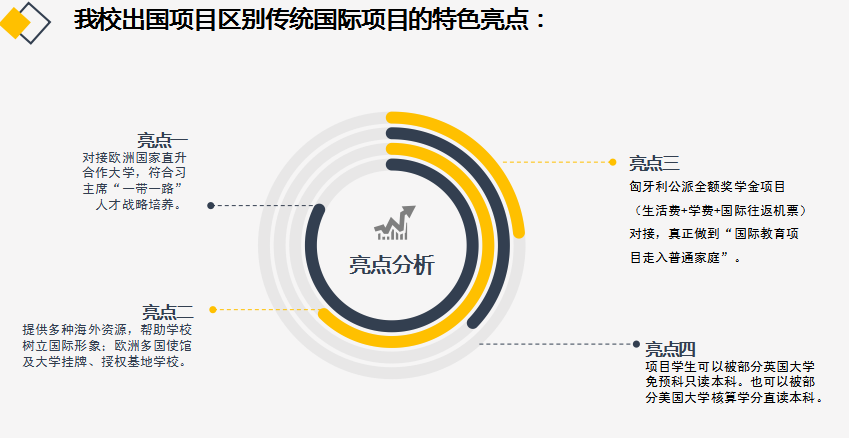 我校出国项目区别传统国际项目的特色亮点：
亮点一
对接欧洲国家直升
合作大学，符合习
主席“一带一路”
人才战略培养。
亮点二
提供多种海外资源，帮助学校
树立国际形象；欧洲多国使馆
及大学挂牌、授权基地学校。
亮点分析
亮点三
匈牙利公派全额奖学金项目
（生活费+学费+国际往返机票）
对接，真正做到“国际教育项
目走入普通家庭”。
亮点四
项目学生可以被部分英国大学
免预科只读本科。也可以被部
分美国大学核算学分直读本科。